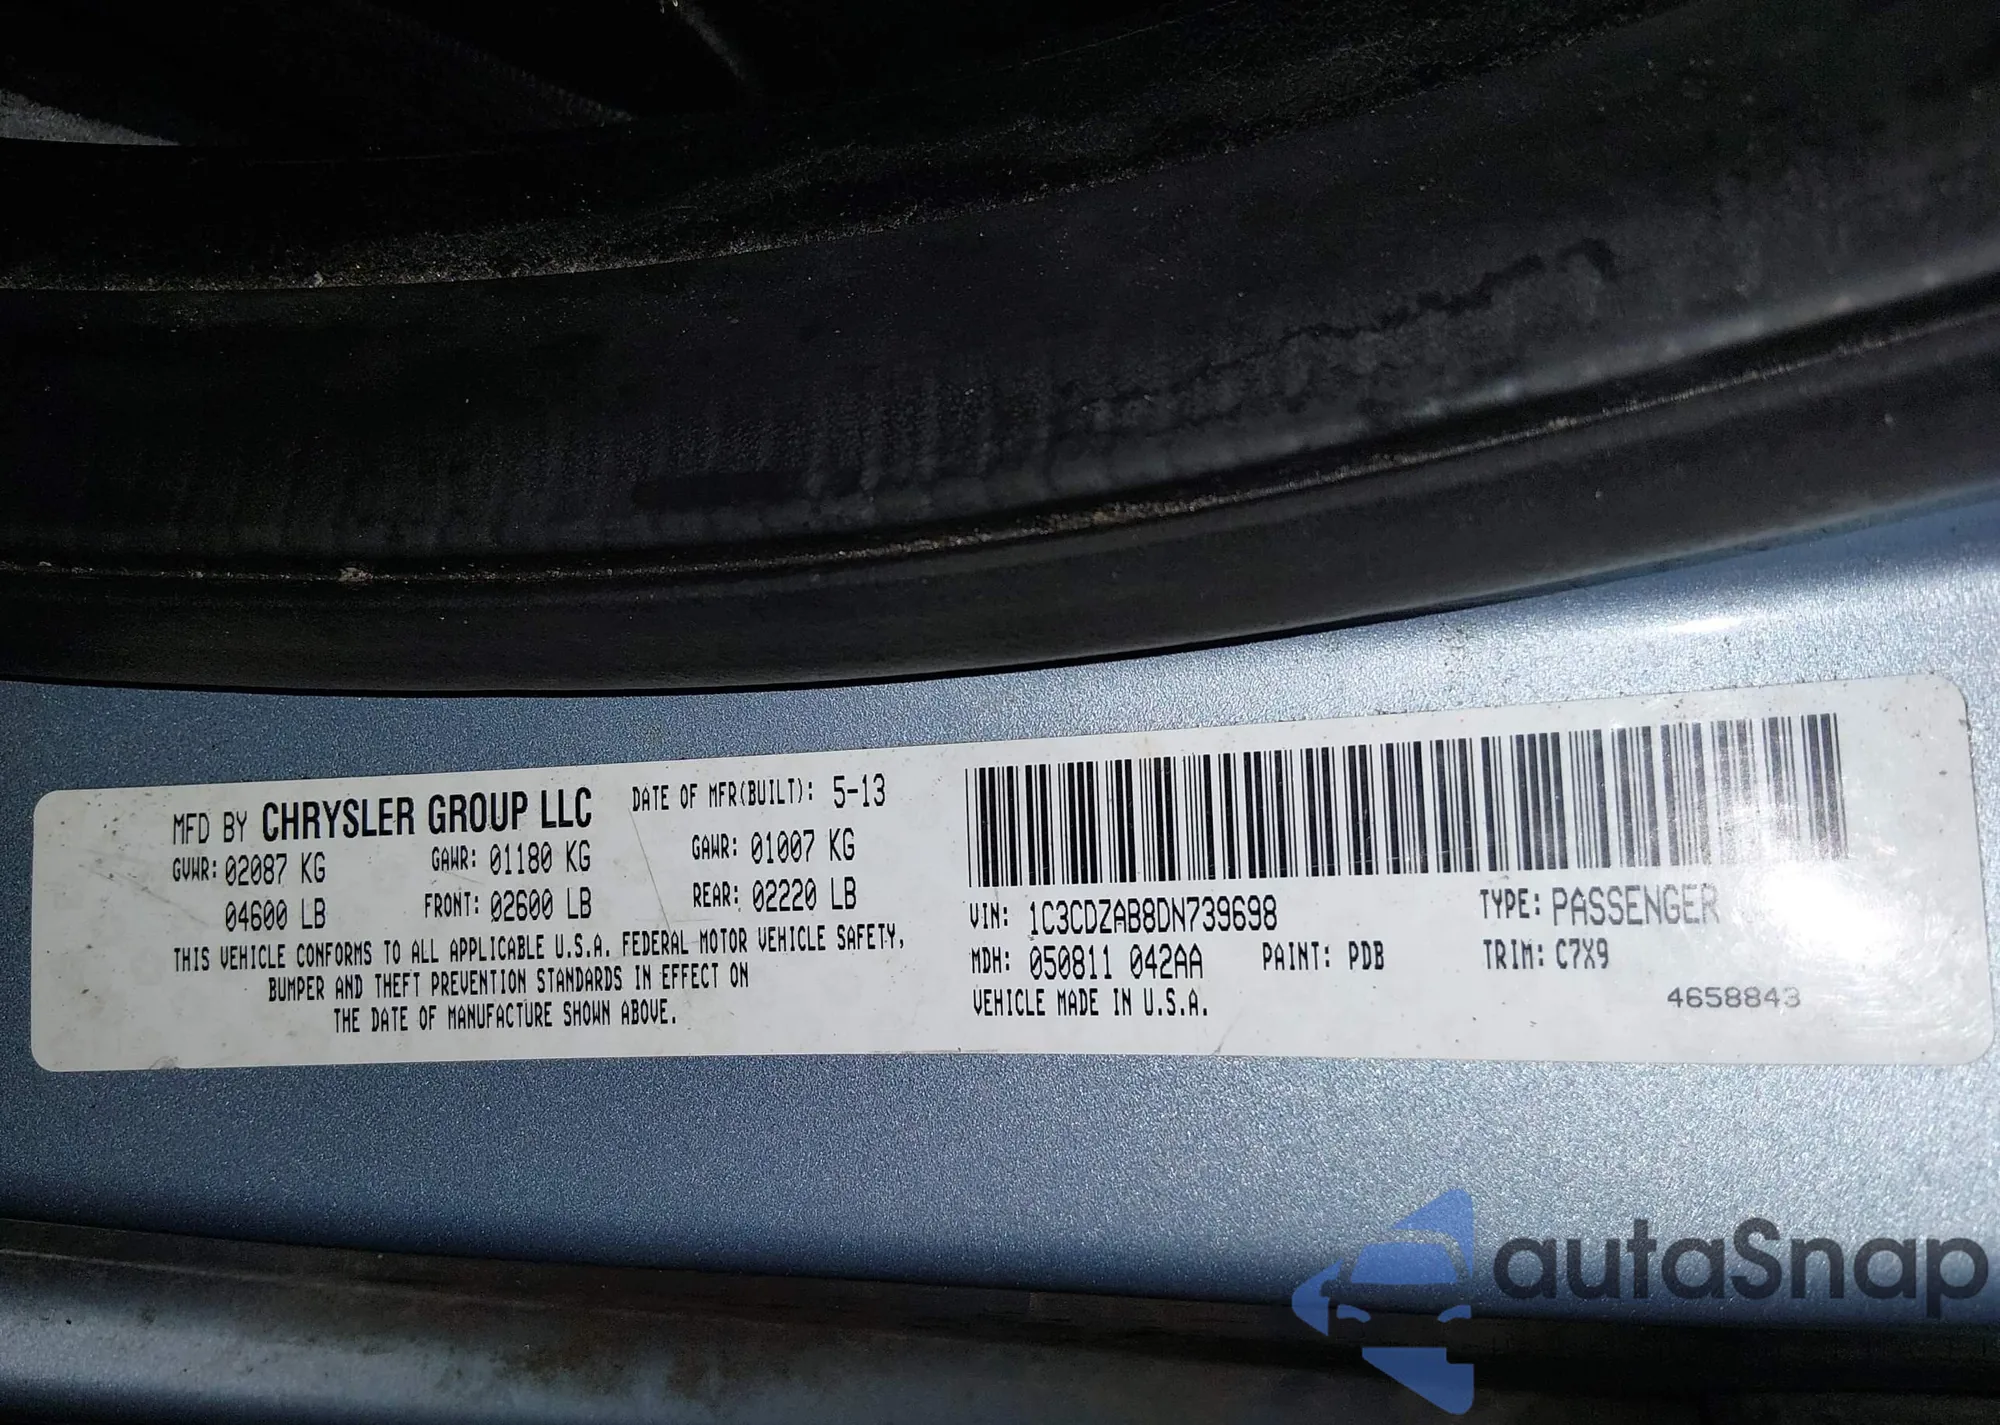 MFD BY CHRYSLER GROUP LLC DATE OF MFR(BUILT): 5-13
GVWR: 02087 KG GAWR: 01180 KG GAWR: 01007 KG
04600 LB FRONT: 02600 LB REAR: 02220 LB
THIS VEHICLE CONFORMS TO ALL APPLICABLE U.S.A. FEDERAL MOTOR VEHICLE SAFETY,
BUMPER AND THEFT PREVENTION STANDARDS IN EFFECT ON
THE DATE OF MANUFACTURE SHOWN ABOVE.
VIN: 1C3CDZAB8DN739698 TYPE: PASSENGER
MDH: 050811 042AA PAINT: PDB TRIM: C7X9
VEHICLE MADE IN U.S.A.
4658843
autaSnap